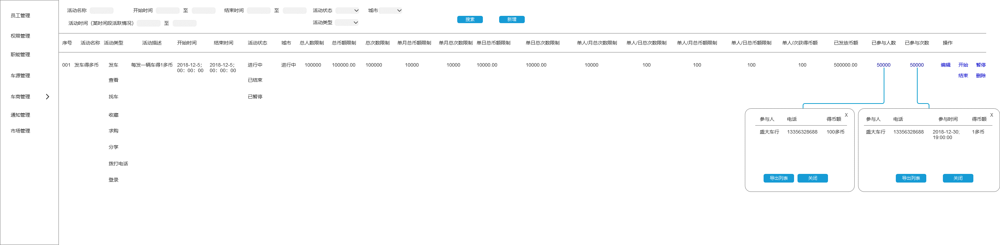 员工管理
权限管理
职能管理
车源管理
车商管理
通知管理
市场管理
活动名称 开始时间 至 结束时间 至 活动状态 城市
活动时间（某时间段活跃情况） 至 活动类型
搜索 新增
序号 活动名称 活动类型 活动描述 开始时间 结束时间 活动状态 城市 总人数限制 总币额限制 总次数限制 单月总币额限制 单月总次数限制 单日总币额限制 单日总次数限制 单人/月总次数限制 单人/日总次数限制 单人/月总币额限制 单人/日总币额限制 单人/次获得币额 已发放币额 已参与人数 已参与次数 操作
001 发车得多币 发车 每发一辆车得1多币 2018-12-5； 2018-12-5； 进行中 进行中 100000 100000.00 100000 10000 10000 10000.00 10000.00 10000 100 100 100 100 500000.00 50000 50000 编辑 开始 暂停
00：00：00 00：00：00
结束 删除
查看 已结束
找车 已暂停
收藏
求购
分享
拨打电话
登录
X
参与人 电话 得币额
盛大车行 13356328688 100多币
导出列表 关闭
X
参与人 电话 参与时间 得币额
盛大车行 13356328688 2018-12-30; 1多币
19:00:00
导出列表 关闭